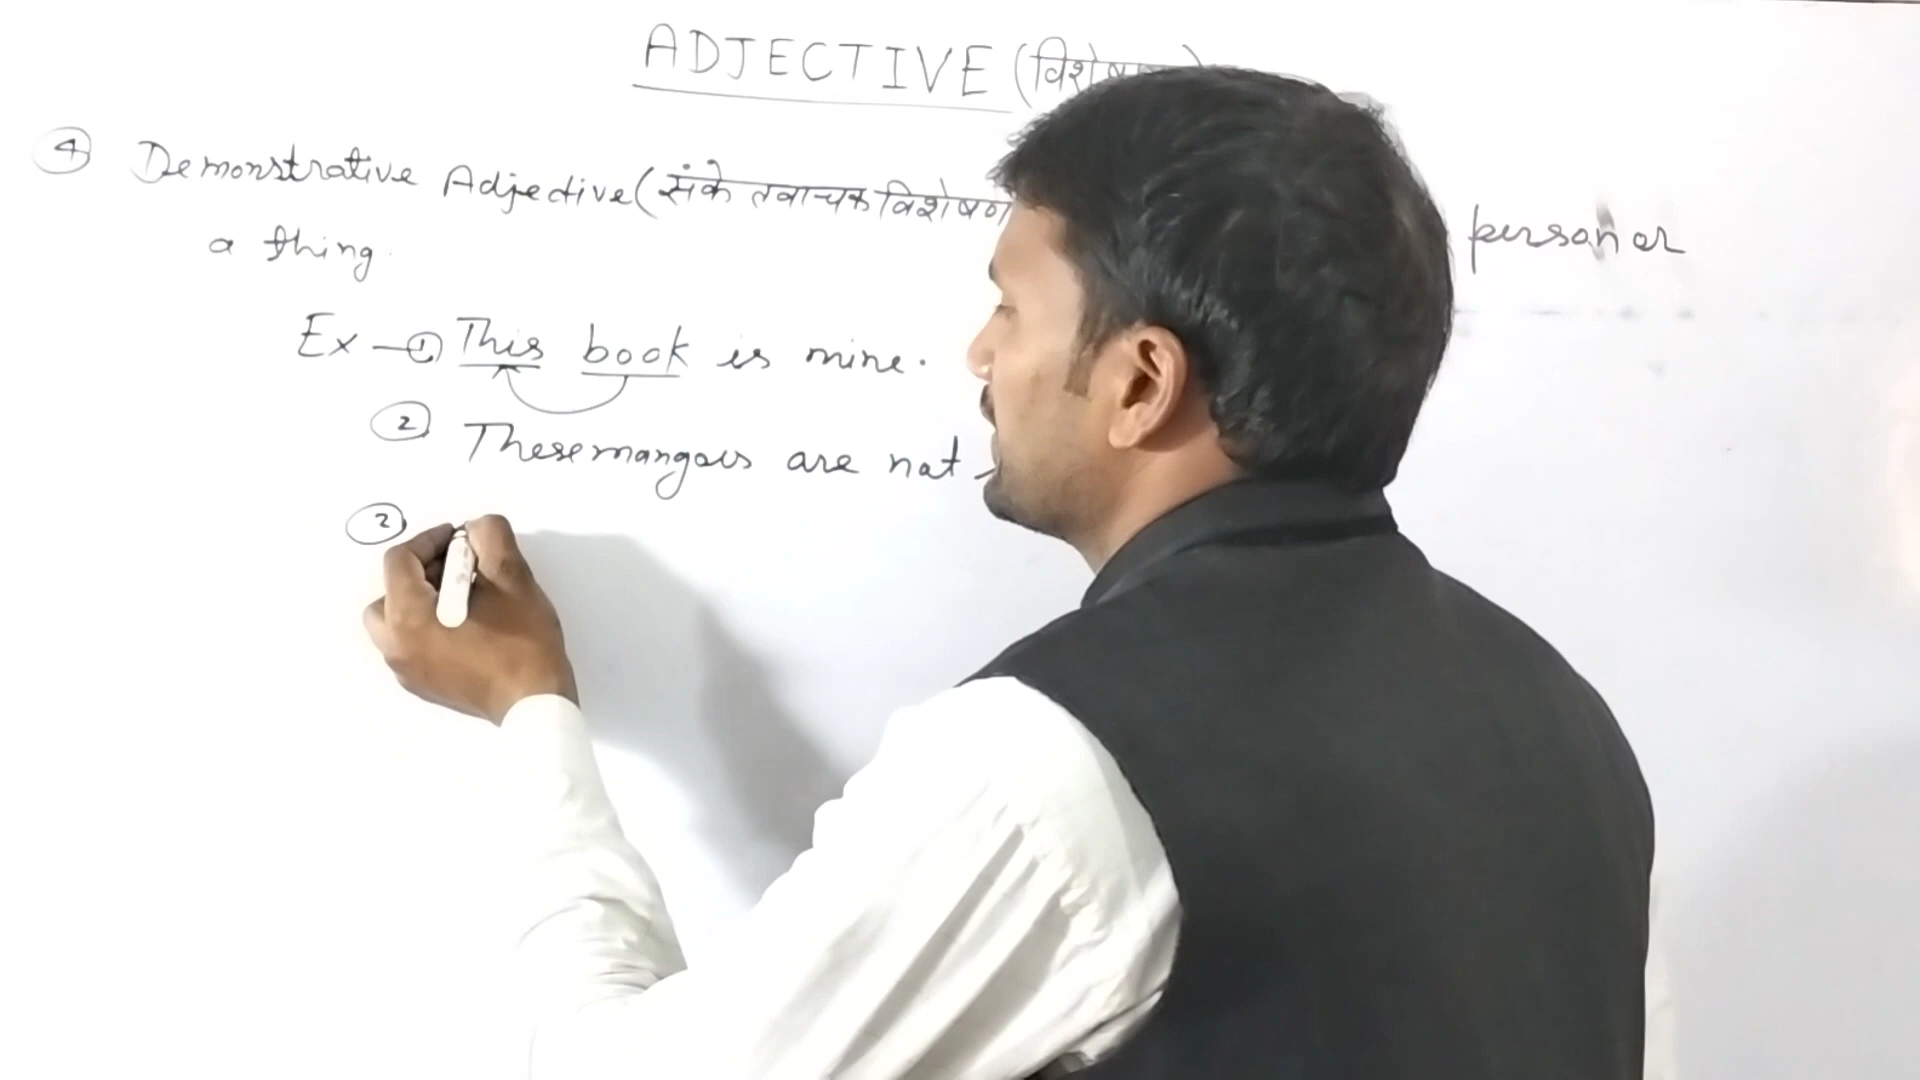 ADJECTIVE (विशेषण)
④ Demonstrative Adjective (संकेतवाचक विशेषण person or
a thing.
Ex - ① This book is mine.
② These mangoes are not
②